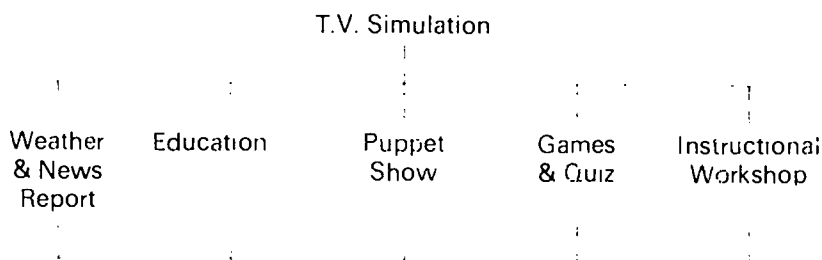 T.V. Simulation
Weather
& News
Report
Education
Puppet
Show
Games
& Quiz
Instructional
Workshop